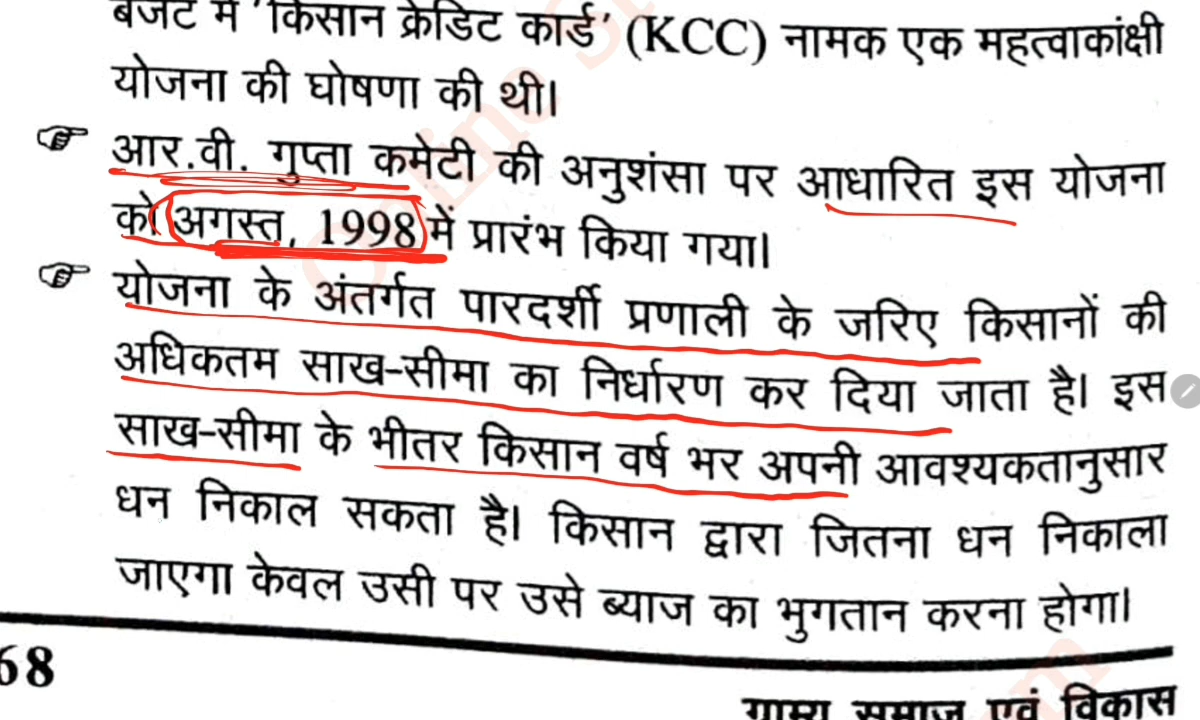 बजट में 'किसान क्रेडिट कार्ड' (KCC) नामक एक महत्वाकांक्षी
योजना की घोषणा की थी।
☞ आर.वी. गुप्ता कमेटी की अनुशंसा पर आधारित इस योजना
को अगस्त, 1998 में प्रारंभ किया गया।
☞ योजना के अंतर्गत पारदर्शी प्रणाली के जरिए किसानों की
अधिकतम साख-सीमा का निर्धारण कर दिया जाता है। इस
साख-सीमा के भीतर किसान वर्ष भर अपनी आवश्यकतानुसार
धन निकाल सकता है। किसान द्वारा जितना धन निकाला
जाएगा केवल उसी पर उसे ब्याज का भुगतान करना होगा।
68
ग्राम्य समाज एवं विकास